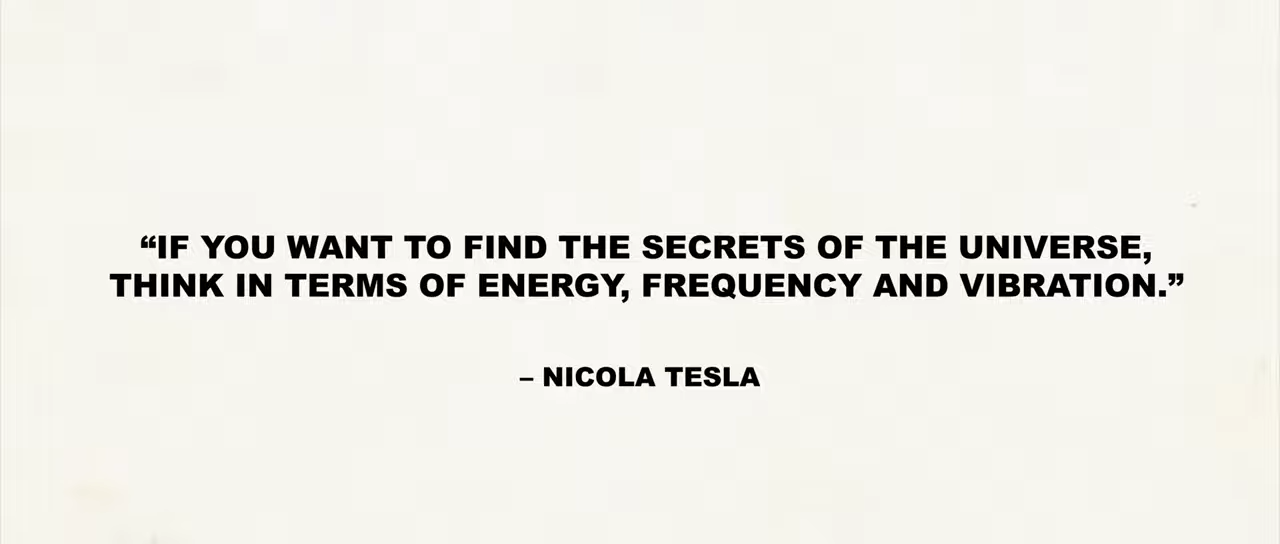 “IF YOU WANT TO FIND THE SECRETS OF THE UNIVERSE,
THINK IN TERMS OF ENERGY, FREQUENCY AND VIBRATION.”
– NICOLA TESLA